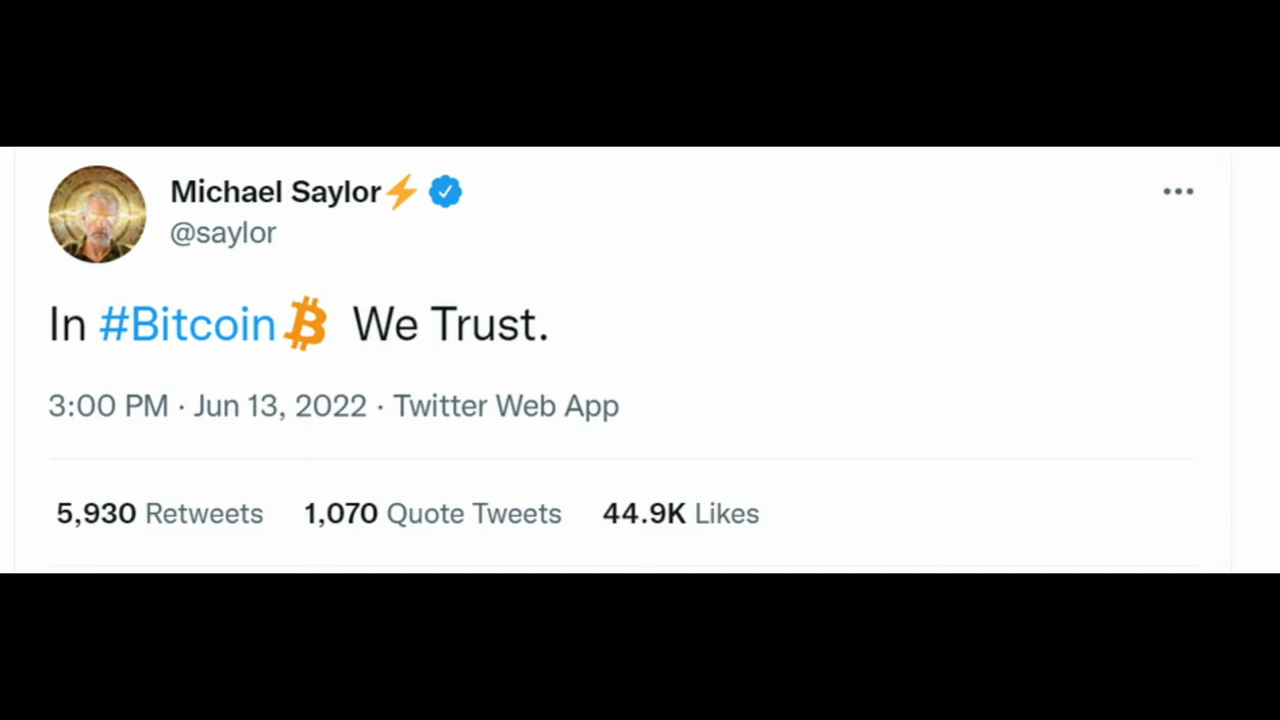 Michael Saylor⚡
@saylor
In #Bitcoin₿ We Trust.
3:00 PM · Jun 13, 2022 · Twitter Web App
5,930 Retweets 1,070 Quote Tweets 44.9K Likes